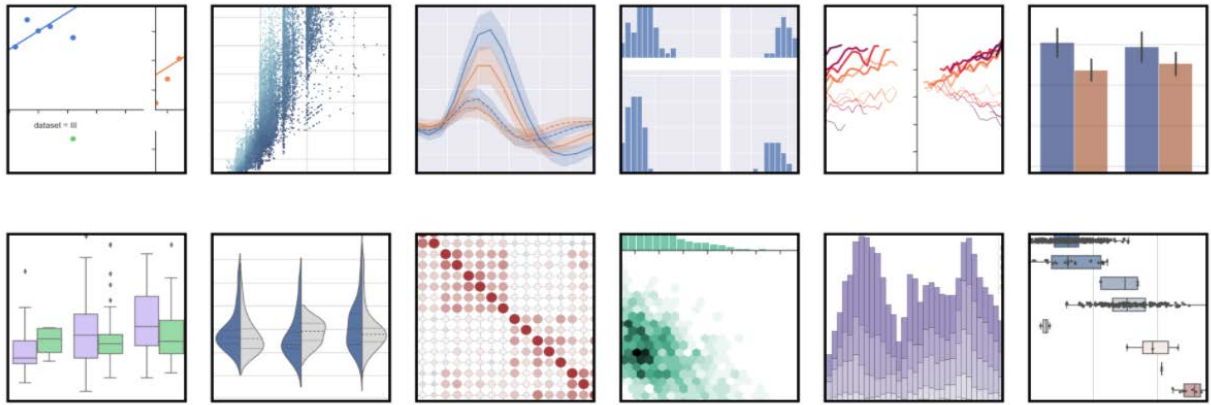 dataset = III